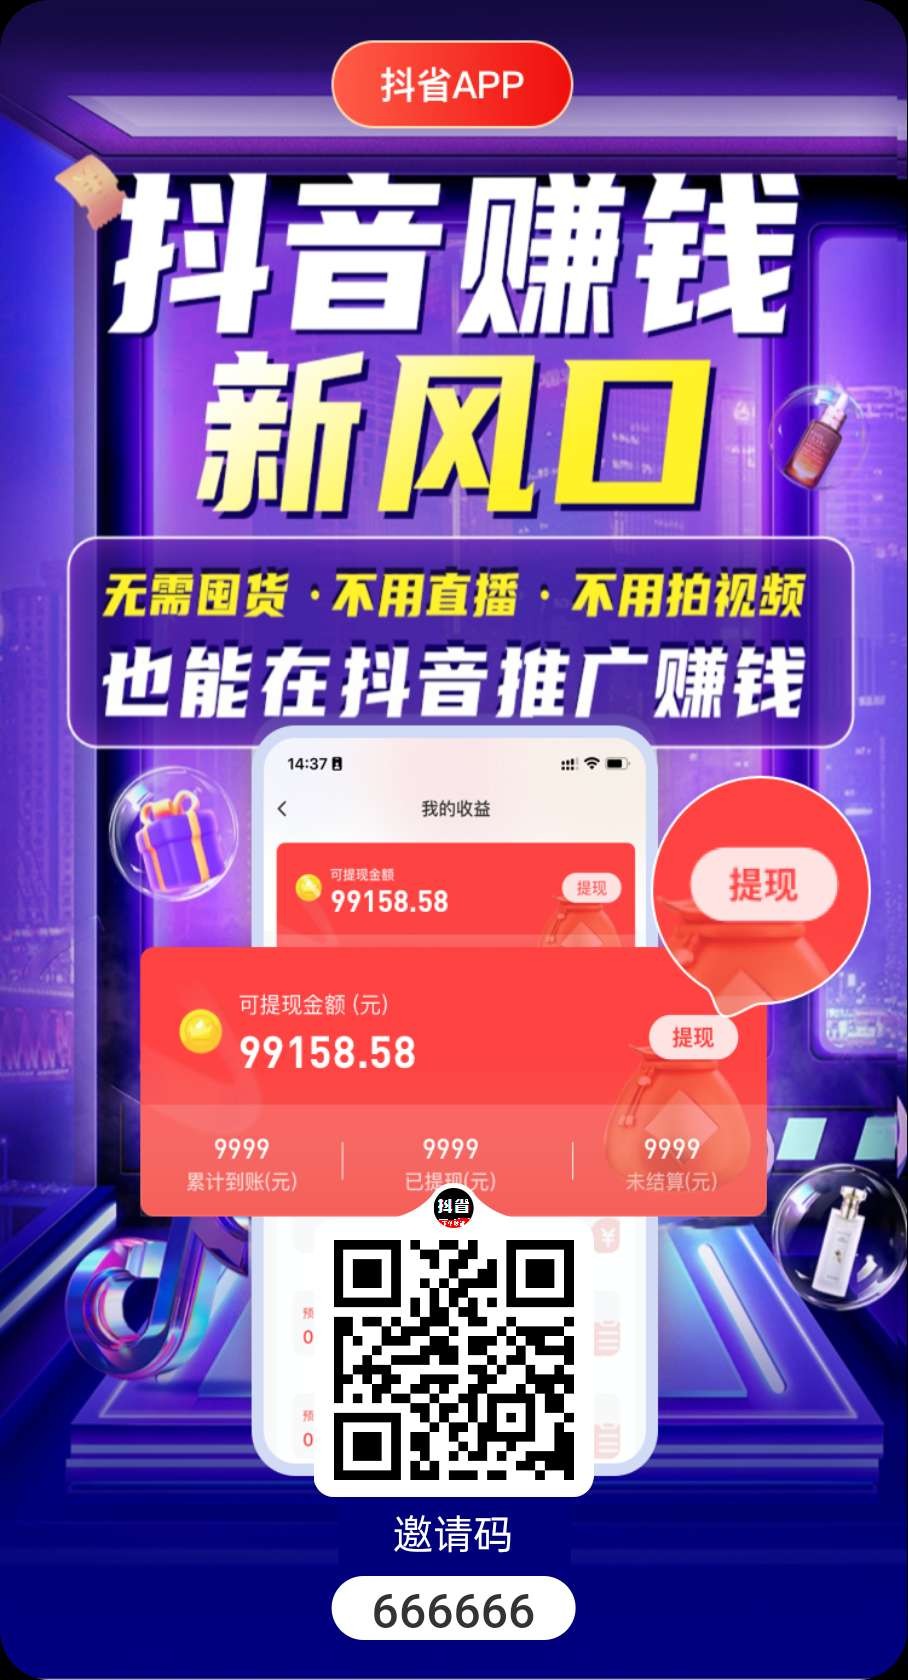 抖省APP
抖音赚钱
新风口
无需囤货·不用直播·不用拍视频
也能在抖音推广赚钱
14:37
我的收益
可提现金额
99158.58
提现
提现
可提现金额 (元)
99158.58
提现
9999
9999
9999
累计到账(元)
已提现(元)
未结算(元)
抖省
预
0
预
0
邀请码
666666